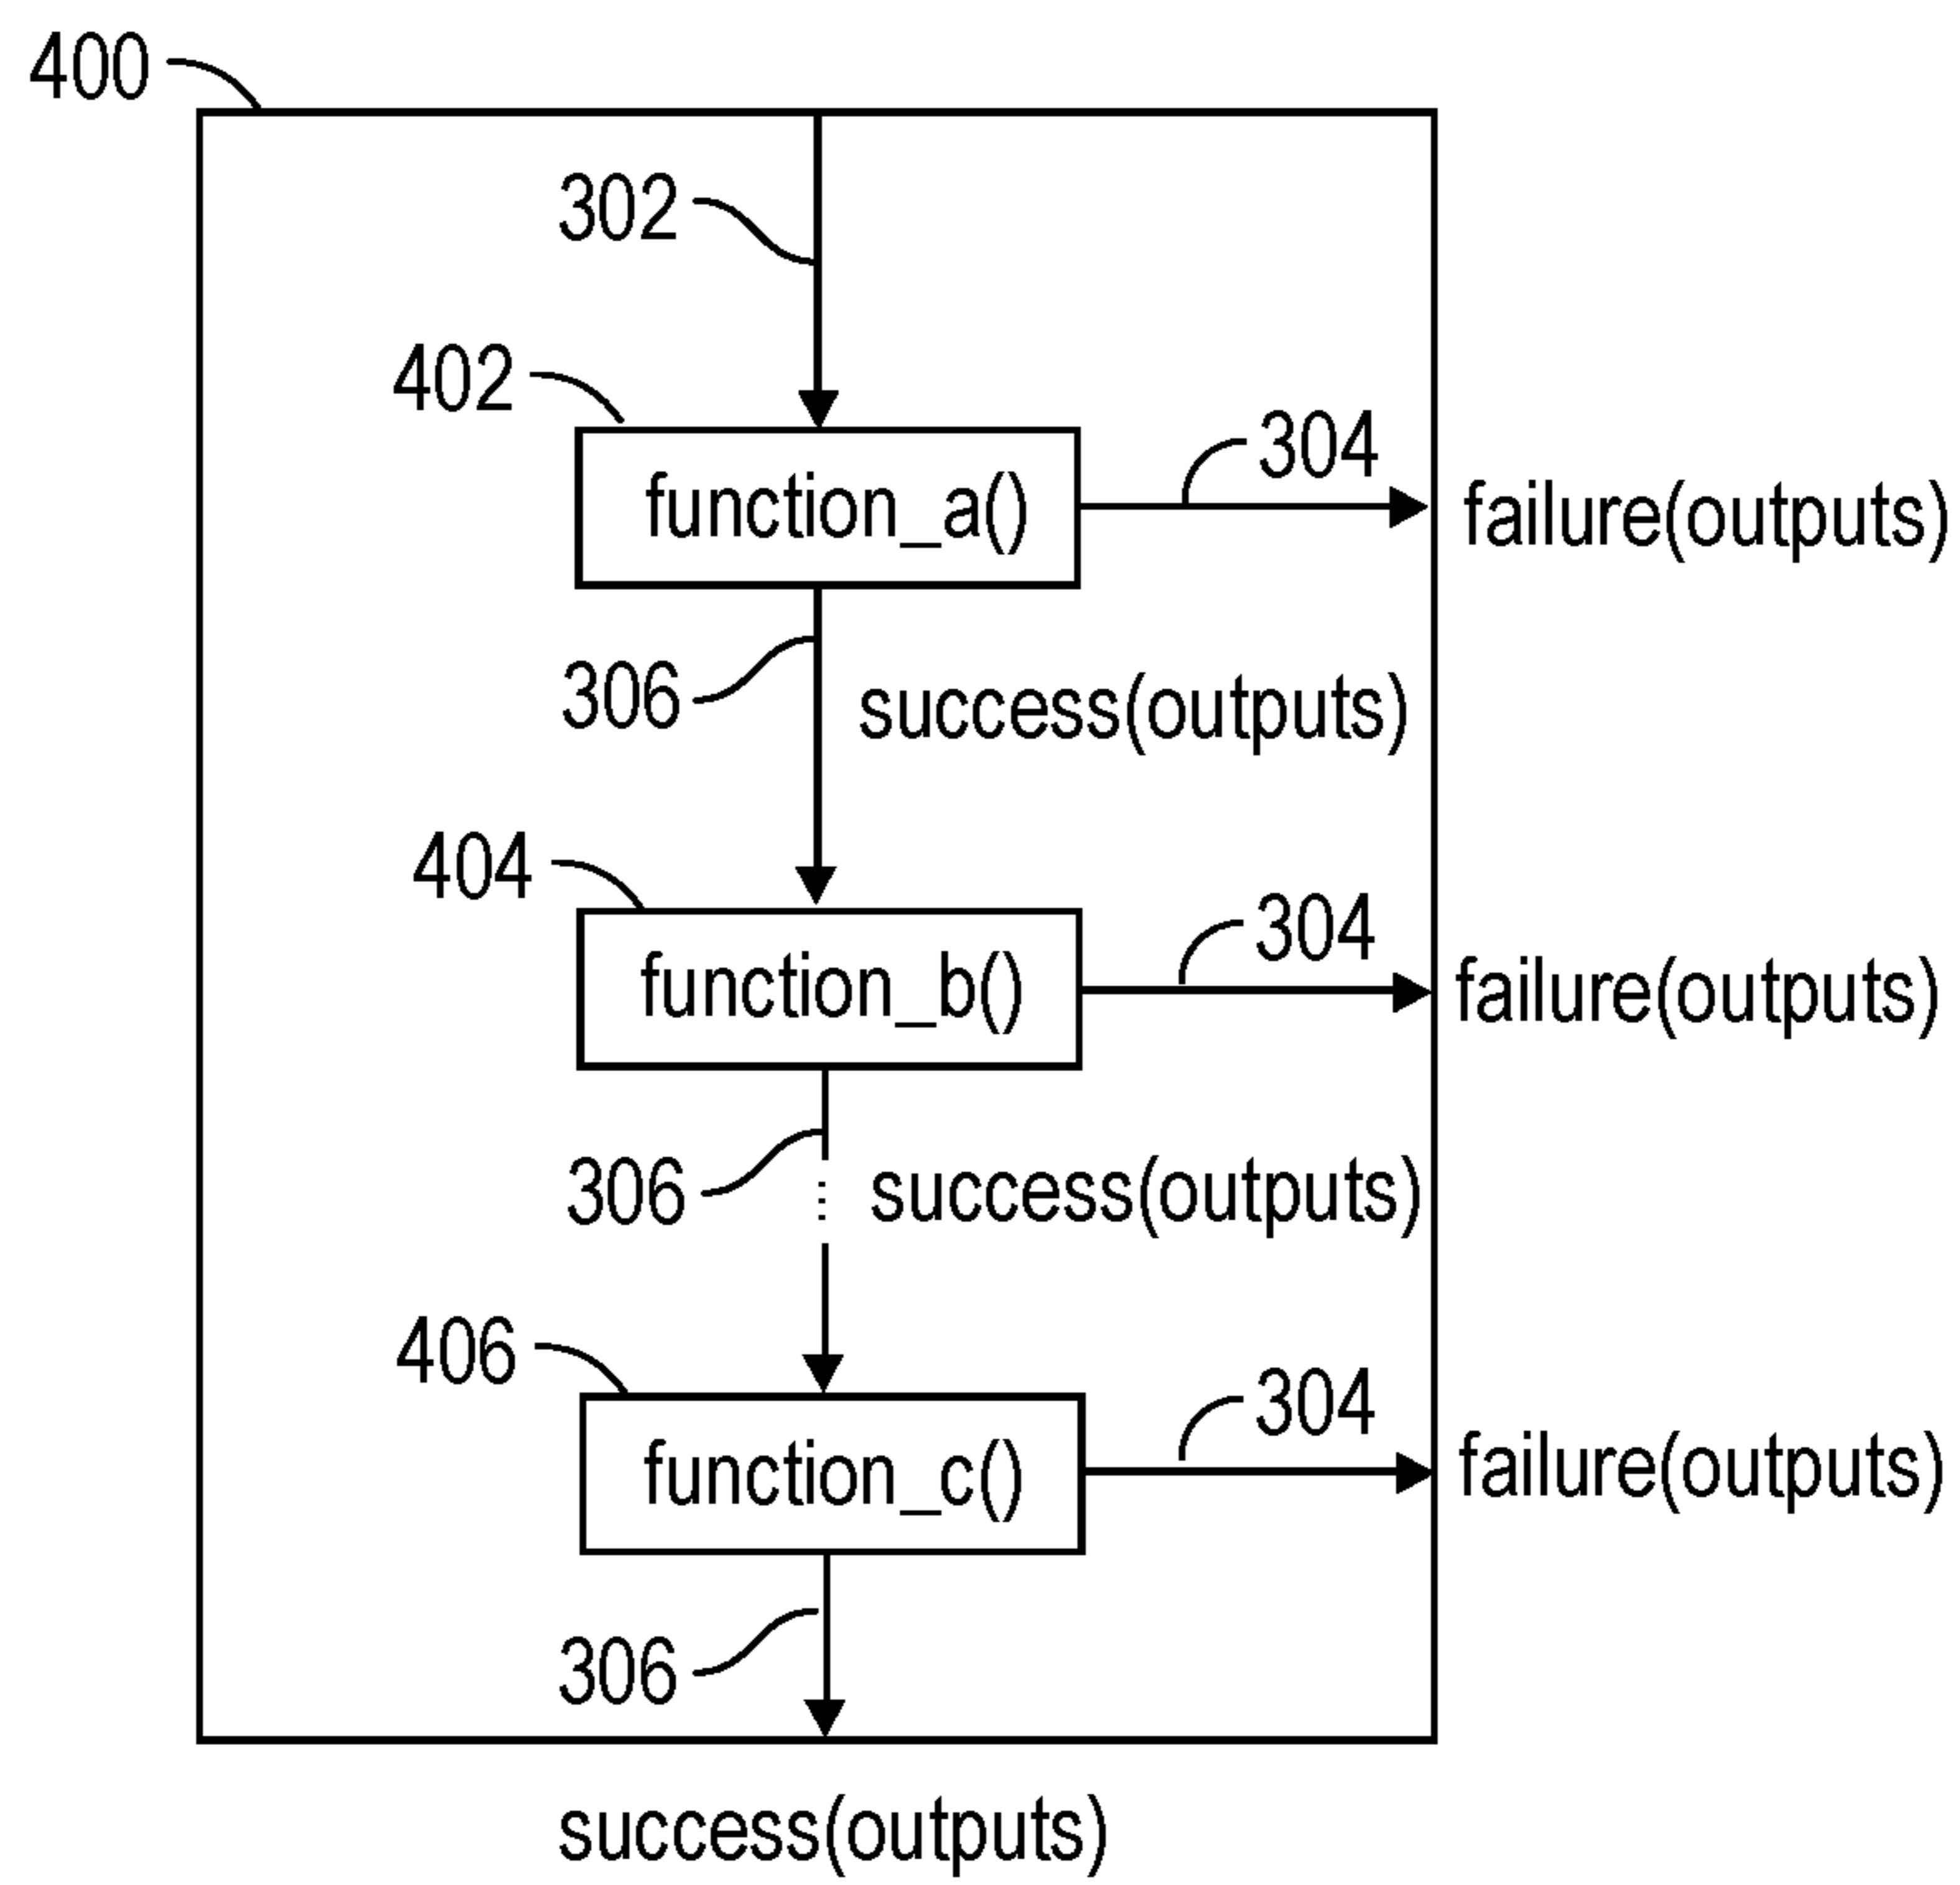 400
302
402
304
function_a()
failure(outputs)
306
success(outputs)
404
304
function_b()
failure(outputs)
306
success(outputs)
406
304
function_c()
failure(outputs)
306
success(outputs)